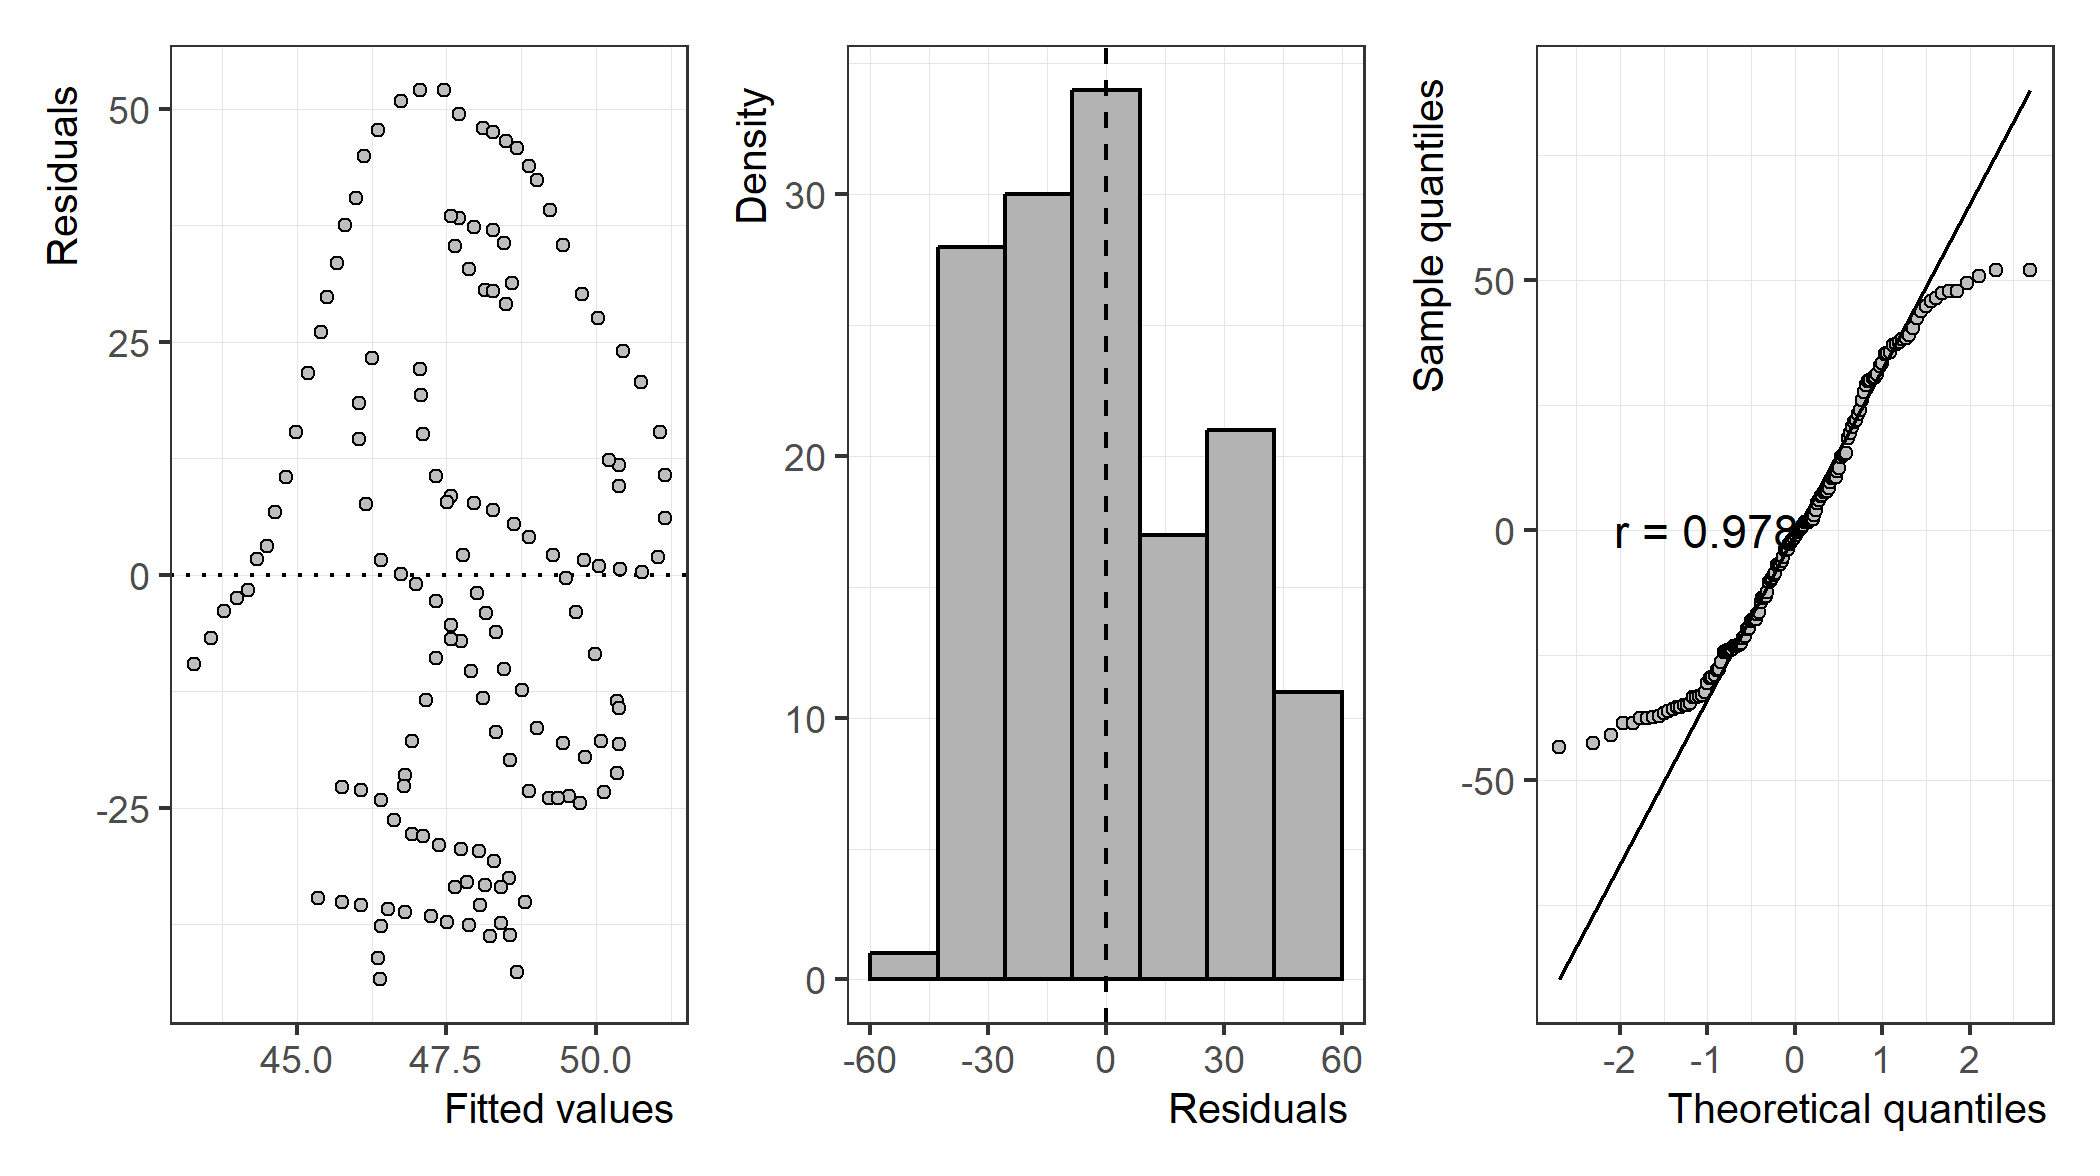 Residuals
50
25
0
-25
45.0 47.5 50.0
Fitted values
Density
30
20
10
0
-60 -30 0 30 60
Residuals
Sample quantiles
50
0
-50
r = 0.978
-2 -1 0 1 2
Theoretical quantiles